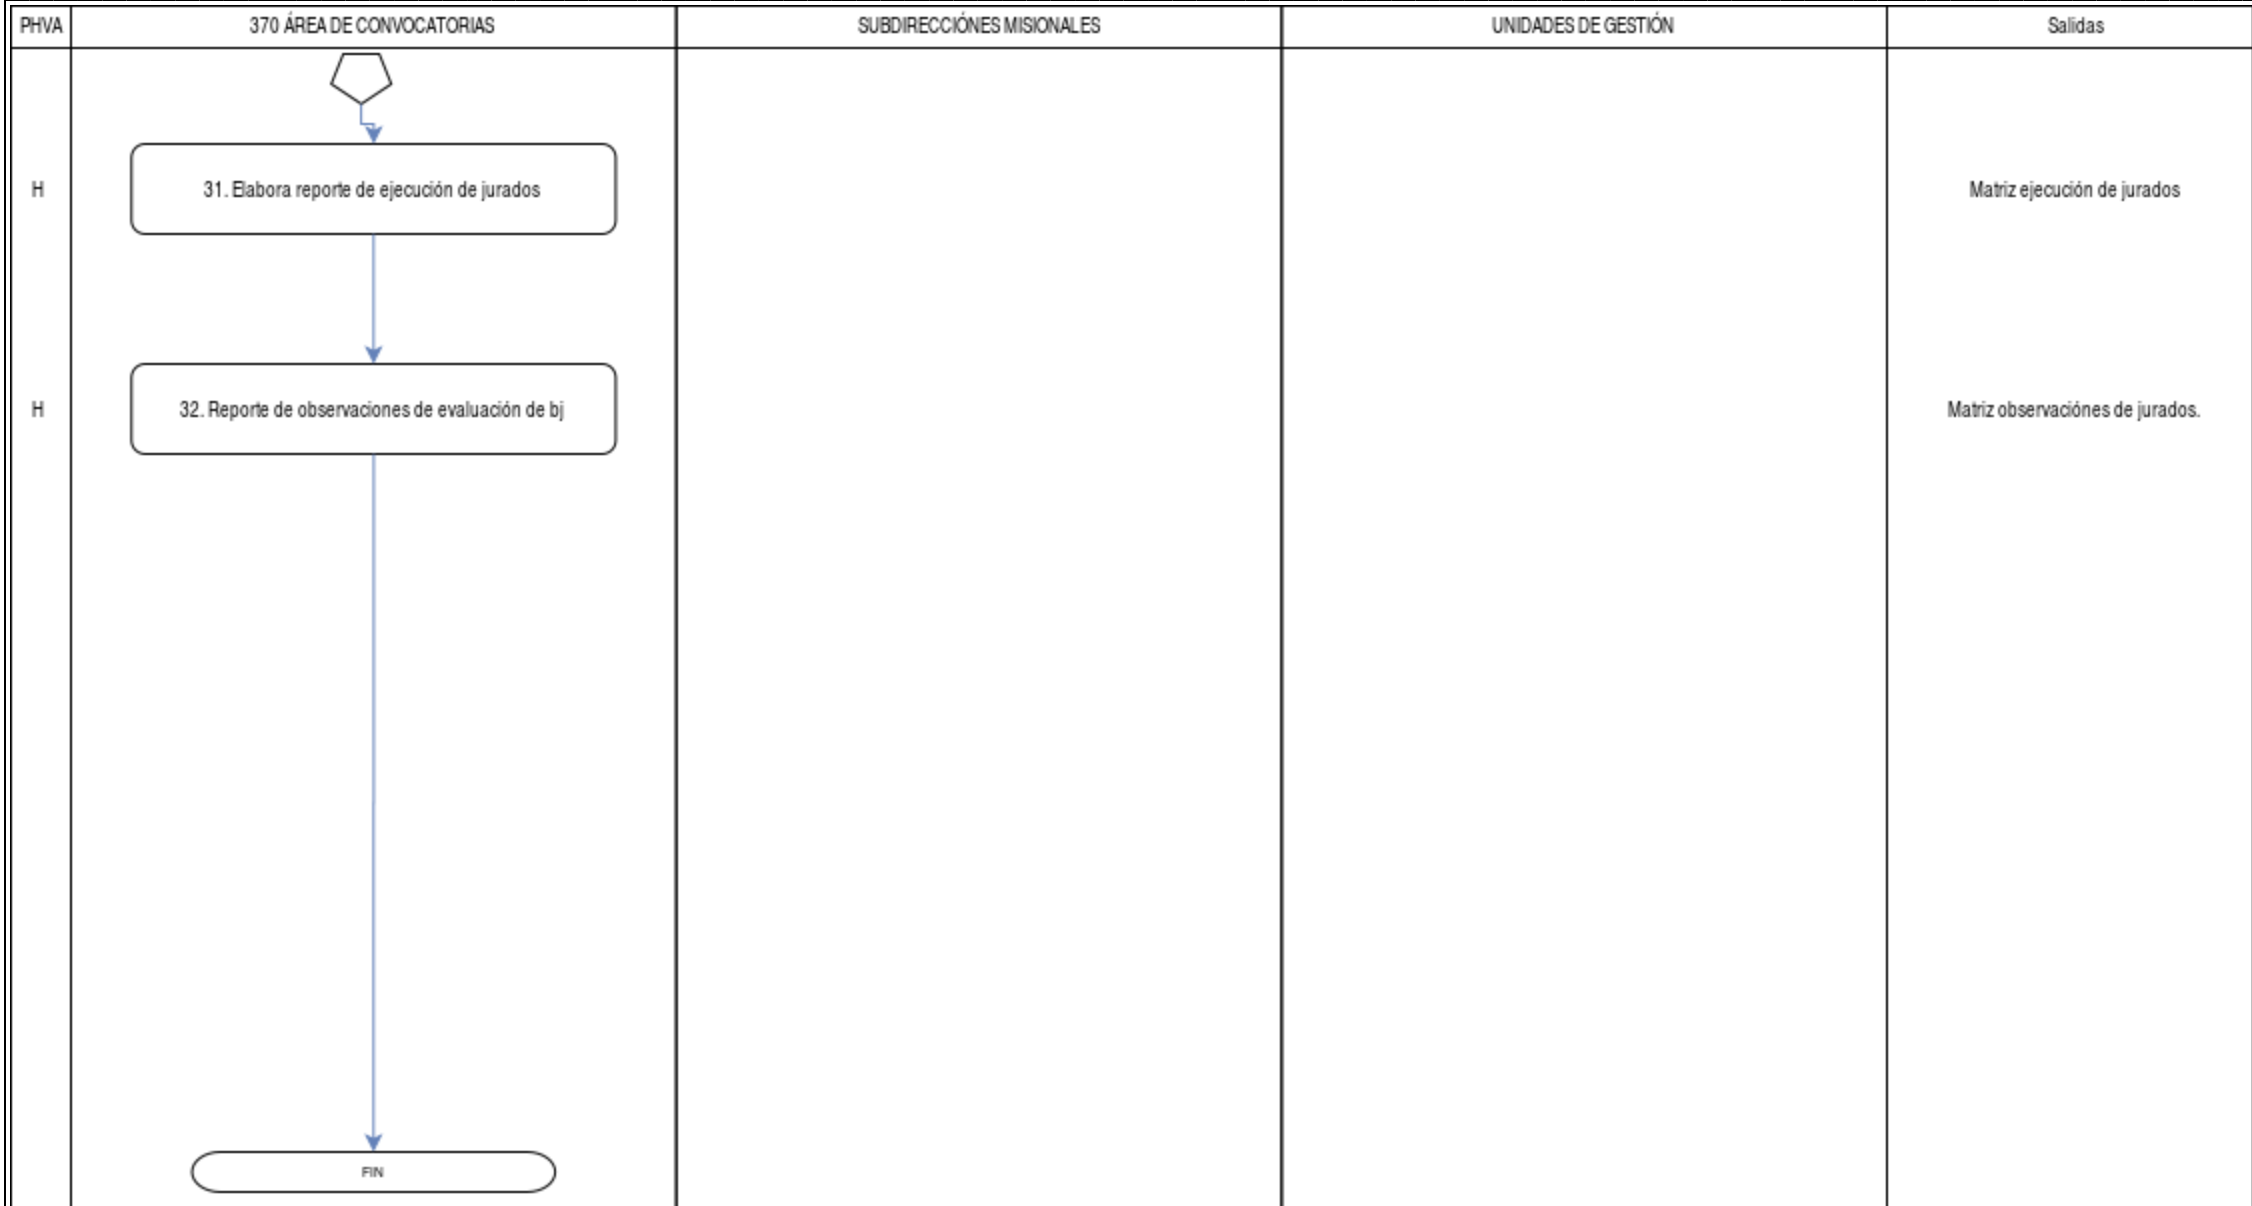 PHVA 370 ÁREA DE CONVOCATORIAS SUBDIRECCIÓNES MISIONALES UNIDADES DE GESTIÓN Salidas
H 31. Elabora reporte de ejecución de jurados Matriz ejecución de jurados
H 32. Reporte de observaciones de evaluación de bj Matriz observaciónes de jurados.
FIN